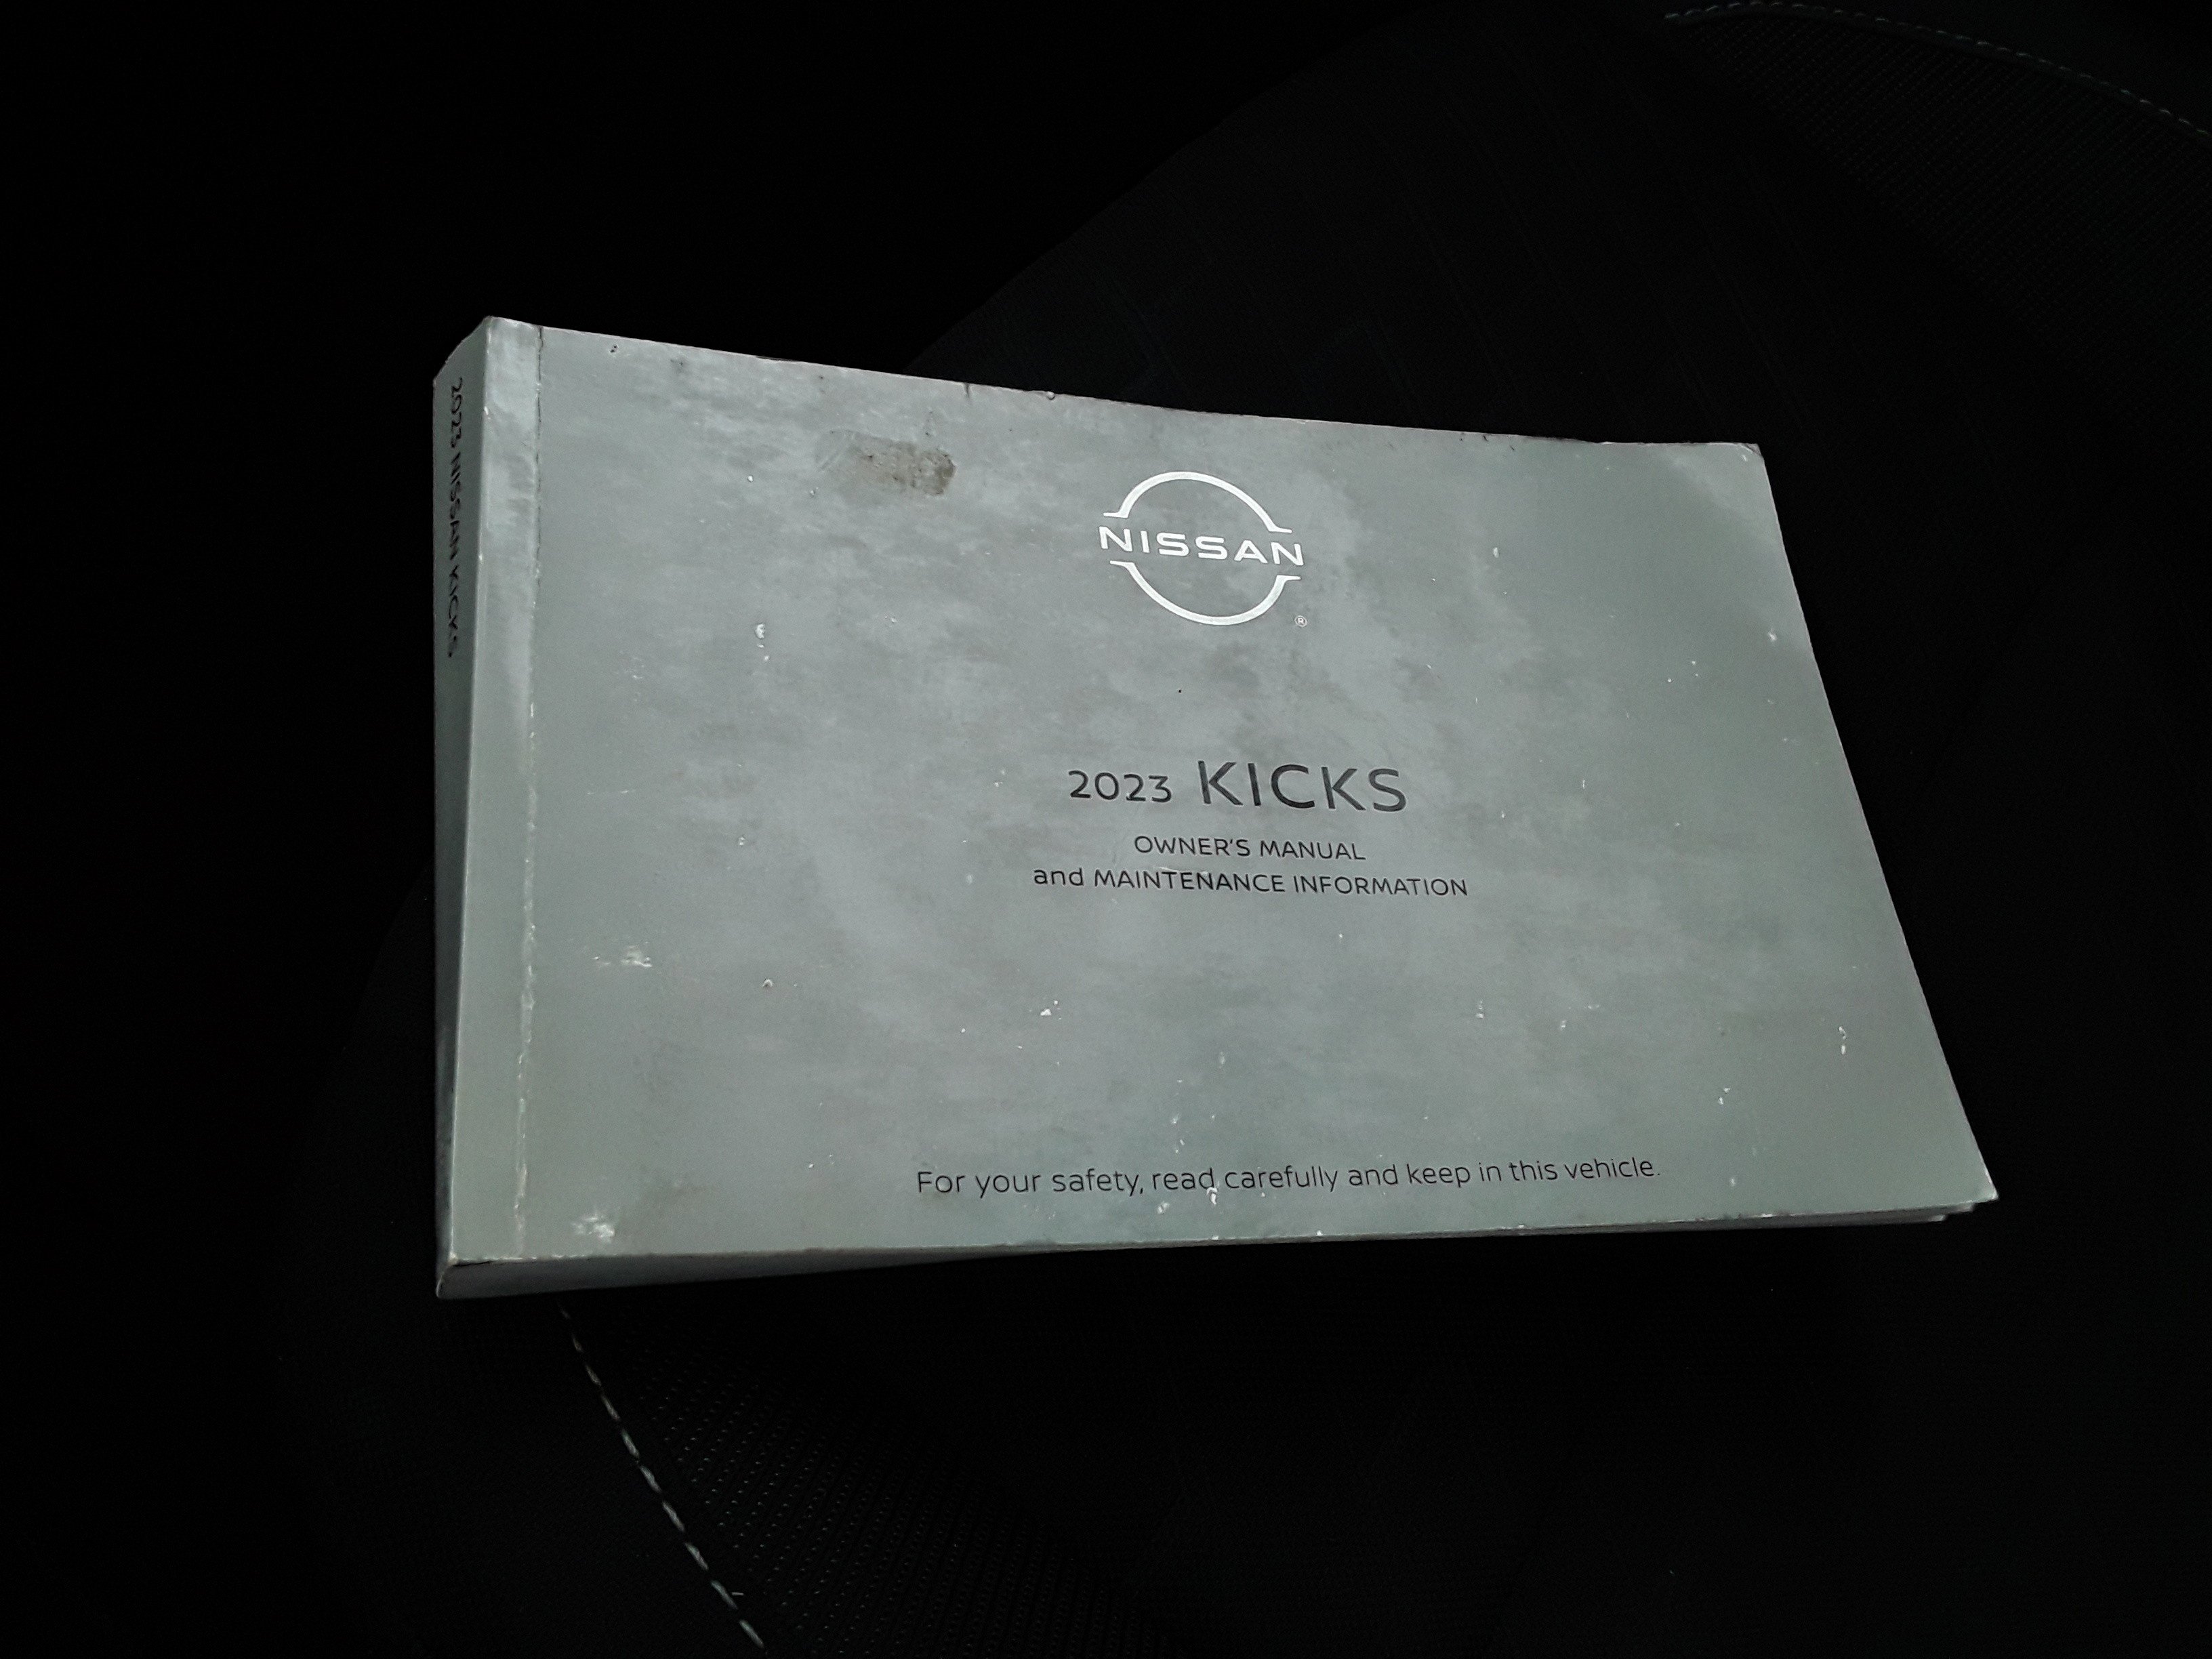 2023 NISSAN KICKS
NISSAN
®
2023 KICKS
OWNER'S MANUAL
and MAINTENANCE INFORMATION
For your safety, read carefully and keep in this vehicle.